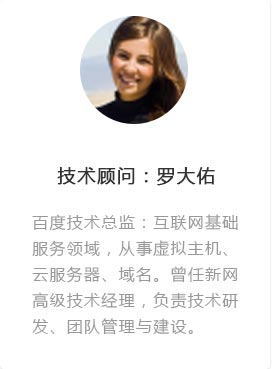 技术顾问：罗大佑
百度技术总监：互联网基础
服务领域，从事虚拟主机、
云服务器、域名。曾任新网
高级技术经理，负责技术研
发、团队管理与建设。